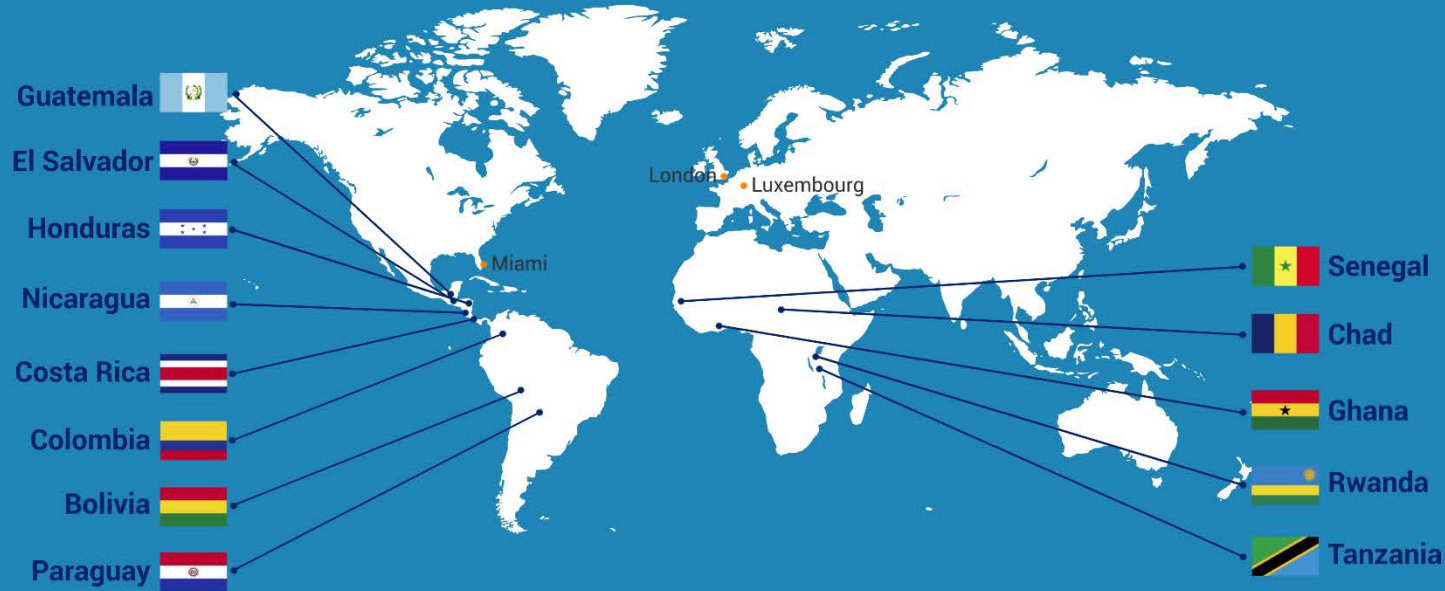 Guatemala
El Salvador
Honduras
Nicaragua
Costa Rica
Colombia
Bolivia
Paraguay
London
Luxembourg
Miami
Senegal
Chad
Ghana
Rwanda
Tanzania